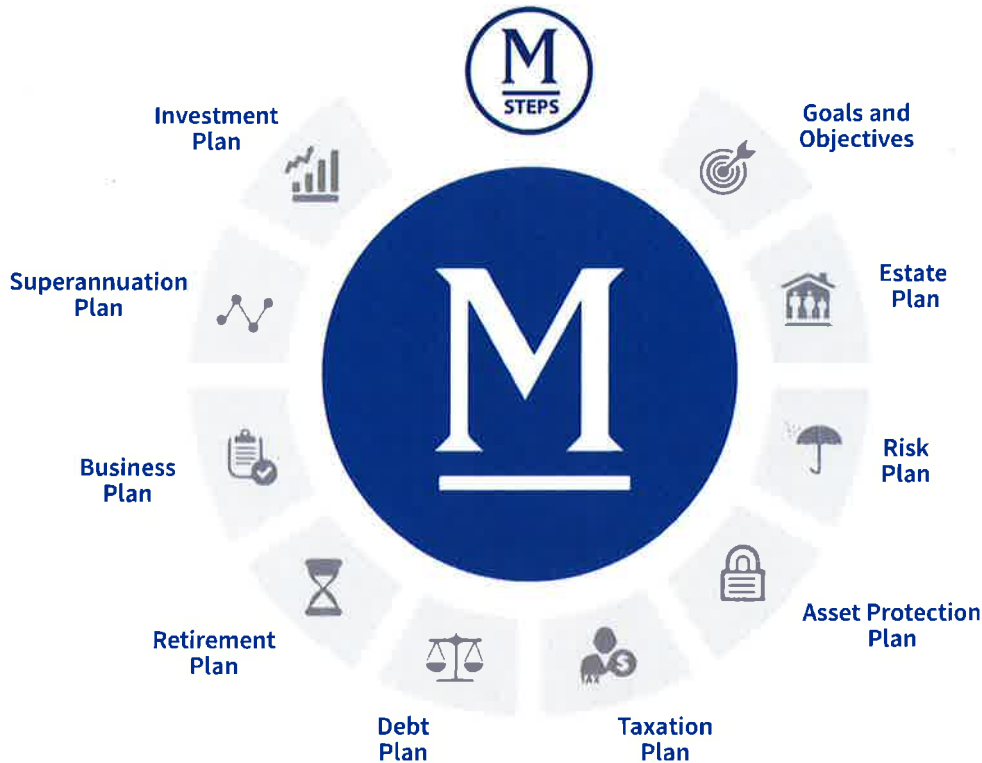 M
STEPS
Goals and
Objectives
Estate
Plan
Risk
Plan
Asset Protection
Plan
TAX
$
Taxation
Plan
Debt
Plan
Retirement
Plan
Business
Plan
Superannuation
Plan
Investment
Plan
M